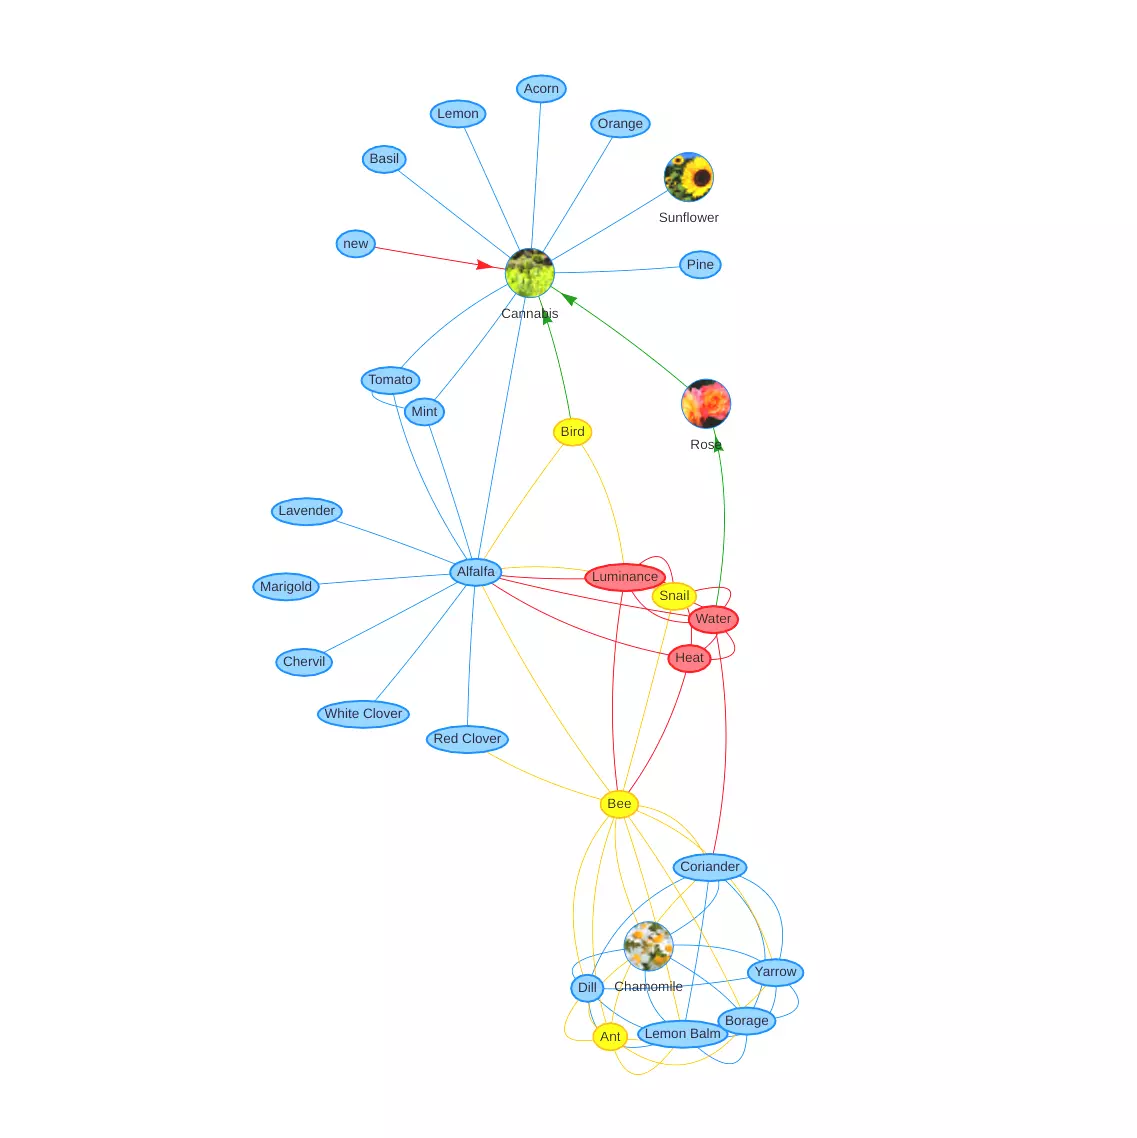 Acorn
Lemon
Orange
Basil
Sunflower
new
Pine
Cannabis
Tomato
Mint
Bird
Rose
Lavender
Alfalfa
Luminance
Marigold
Snail
Water
Heat
Chervil
White Clover
Red Clover
Bee
Coriander
Yarrow
Dill
Chamomile
Borage
Lemon Balm
Ant